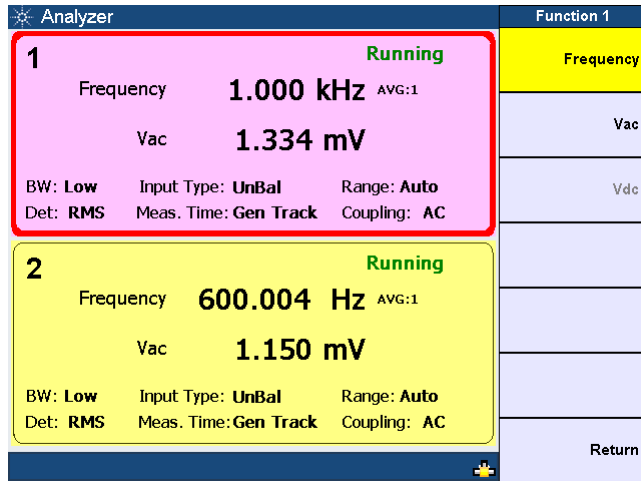 Analyzer
1
Running
Frequency 1.000 kHz AVG:1
Vac 1.334 mV
BW: Low Input Type: UnBal Range: Auto
Det: RMS Meas. Time: Gen Track Coupling: AC
2
Running
Frequency 600.004 Hz AVG:1
Vac 1.150 mV
BW: Low Input Type: UnBal Range: Auto
Det: RMS Meas. Time: Gen Track Coupling: AC
Function 1
Frequency
Vac
Vdc
Return